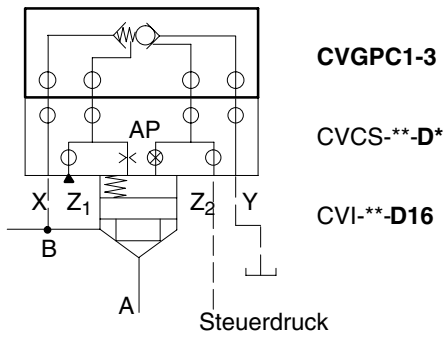 CVGPC1-3
AP
CVCS-**-D*
X Z1 Z2 Y
CVI-**-D16
B
A
Steuerdruck